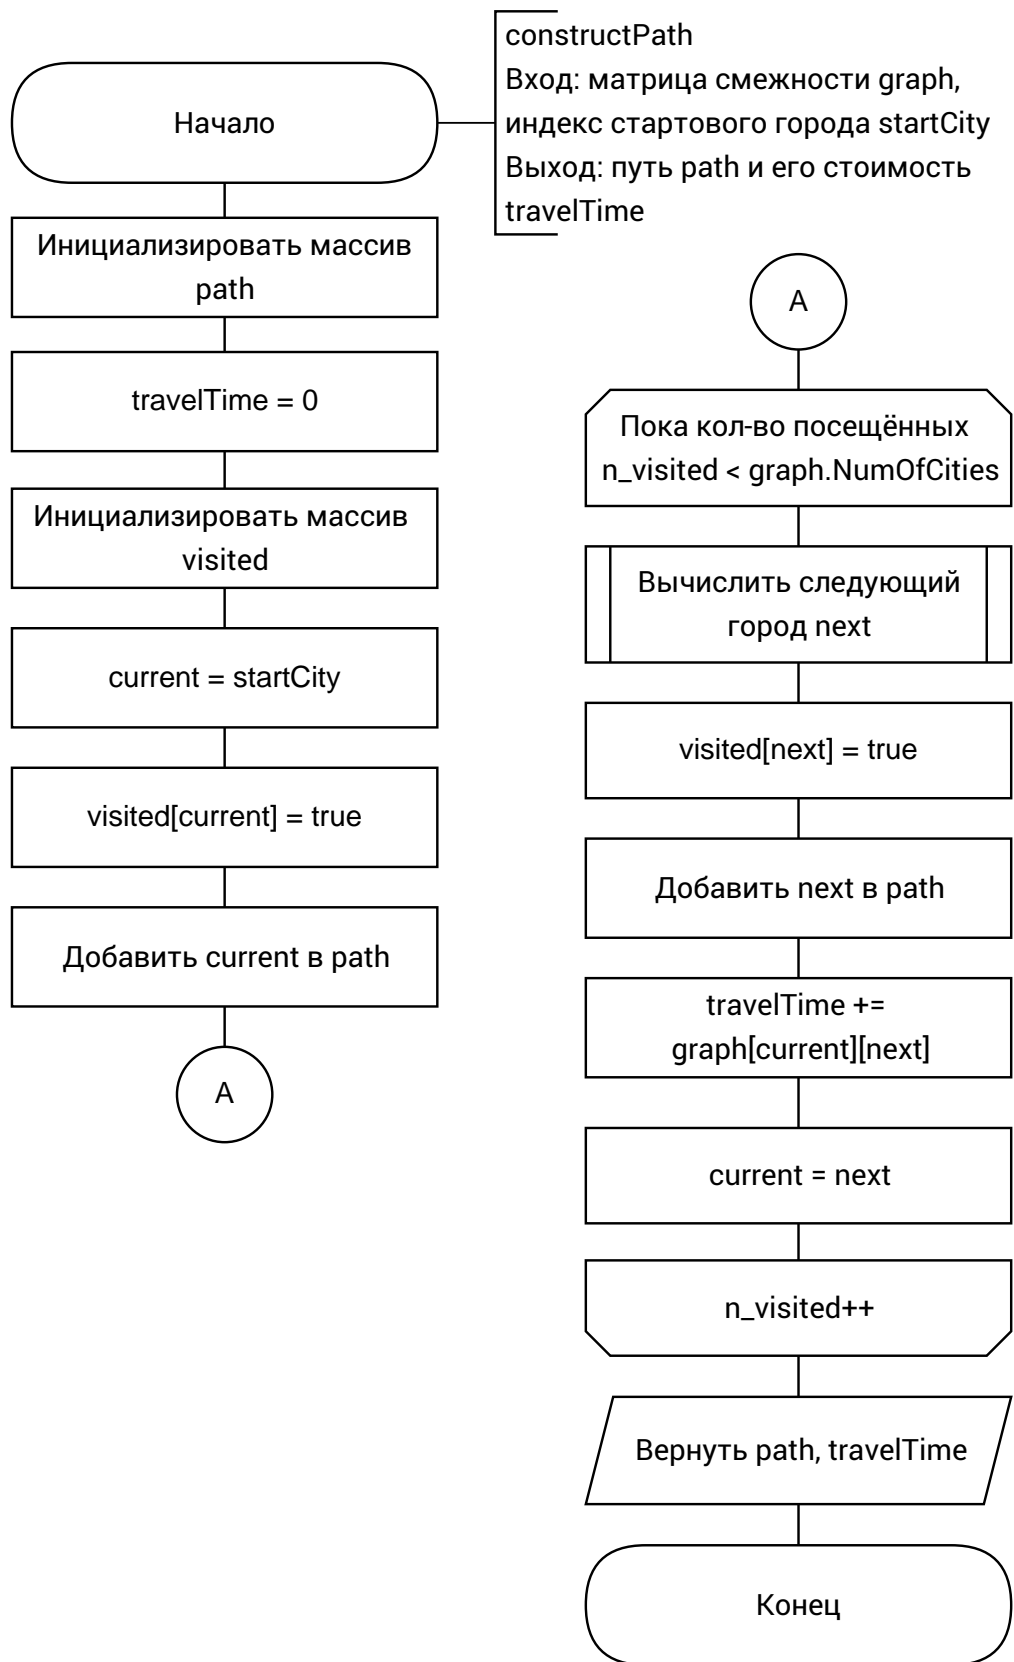 constructPath
Вход: матрица смежности graph,
индекс стартового города startCity
Выход: путь path и его стоимость
travelTime
Начало
Инициализировать массив
path
travelTime = 0
Инициализировать массив
visited
current = startCity
visited[current] = true
Добавить current в path
A
A
Пока кол-во посещённых
n_visited < graph.NumOfCities
Вычислить следующий
город next
visited[next] = true
Добавить next в path
travelTime +=
graph[current][next]
current = next
n_visited++
Вернуть path, travelTime
Конец